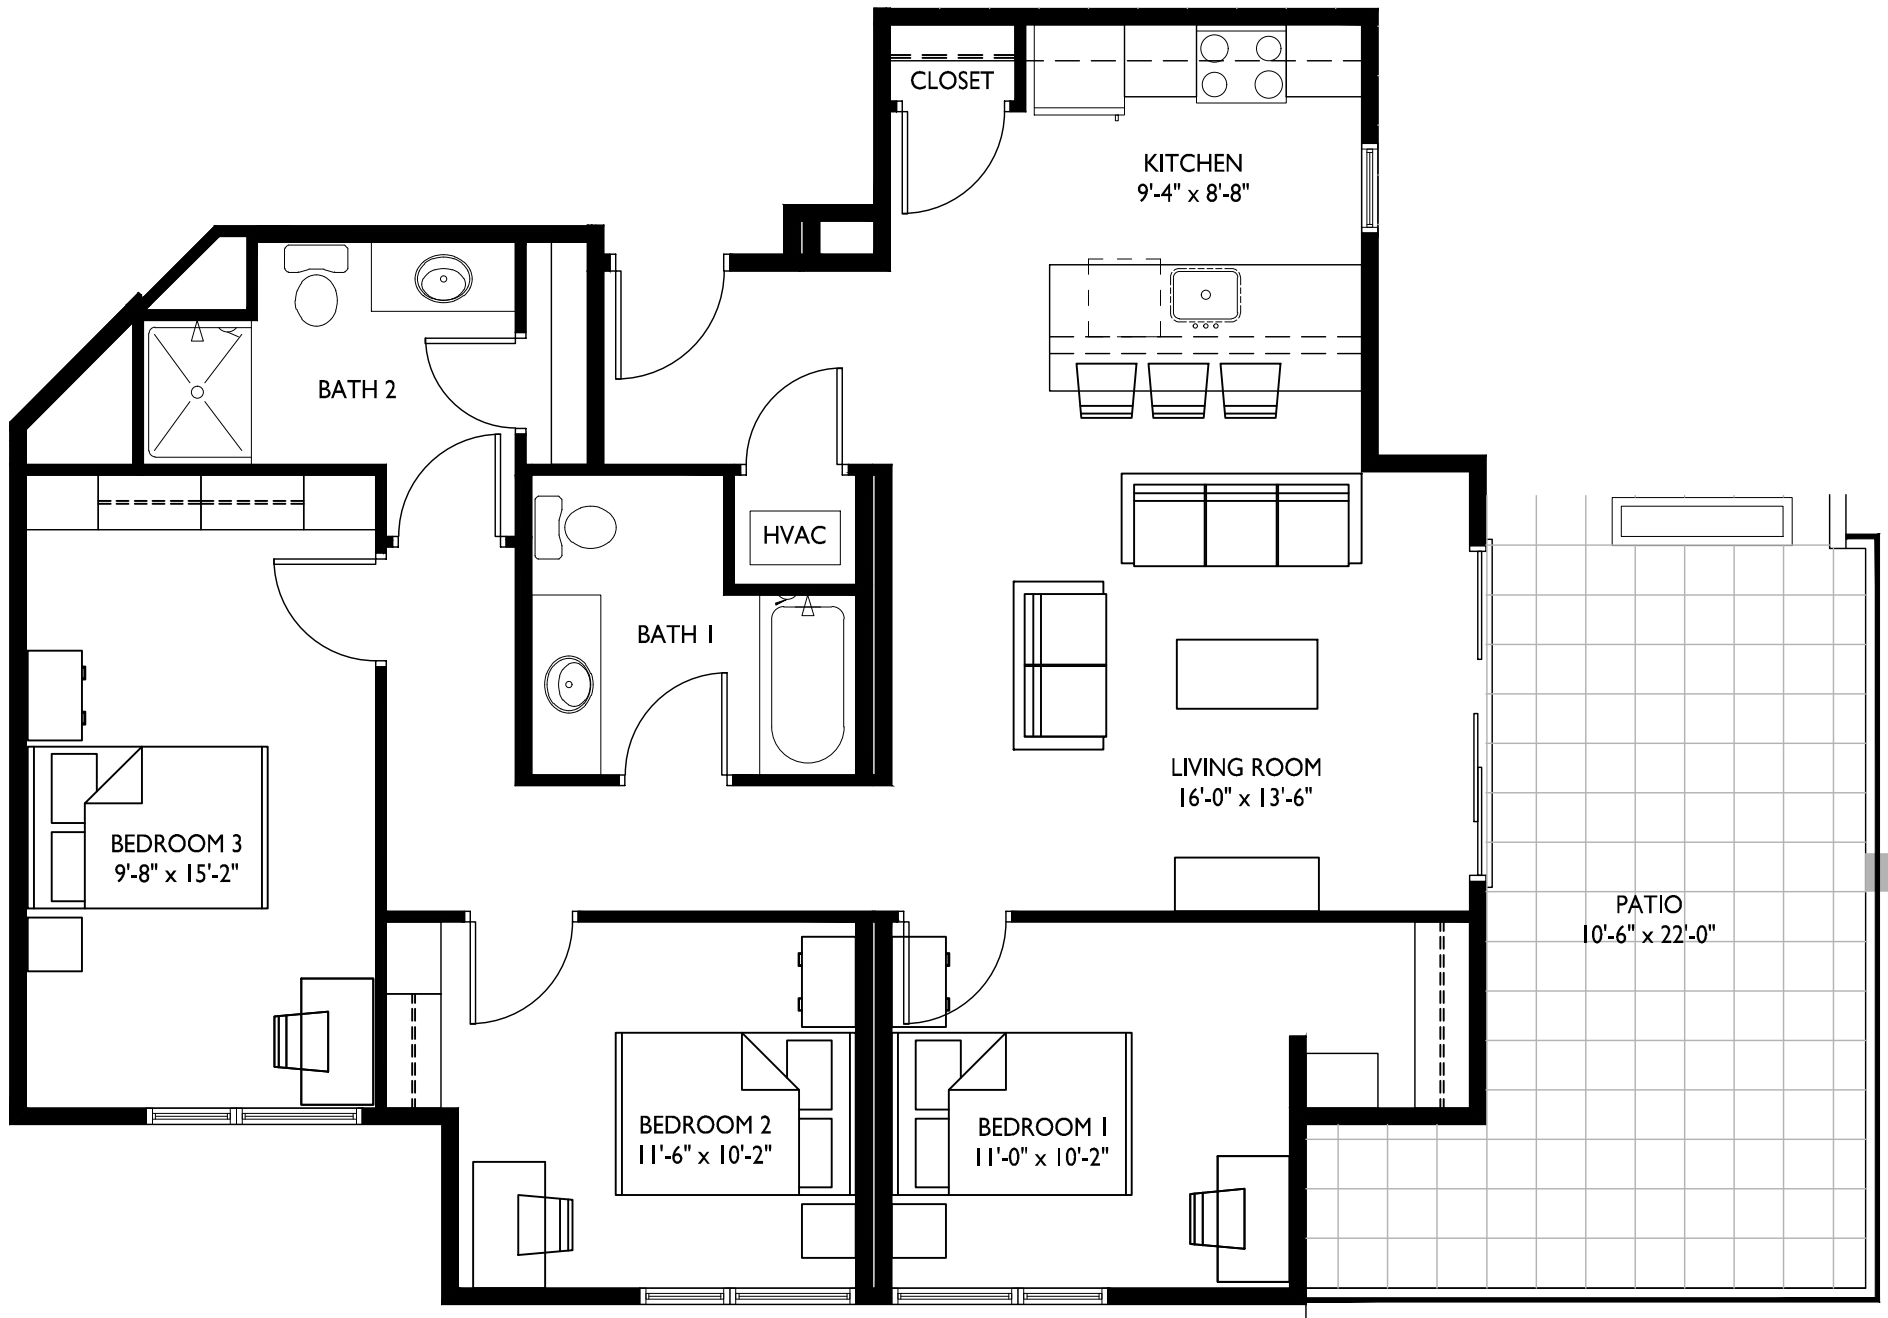 CLOSET
KITCHEN
9'-4" x 8'-8"
BATH 2
HVAC
BATH 1
LIVING ROOM
16'-0" x 13'-6"
BEDROOM 3
9'-8" x 15'-2"
PATIO
10'-6" x 22'-0"
BEDROOM 2
11'-6" x 10'-2"
BEDROOM 1
11'-0" x 10'-2"